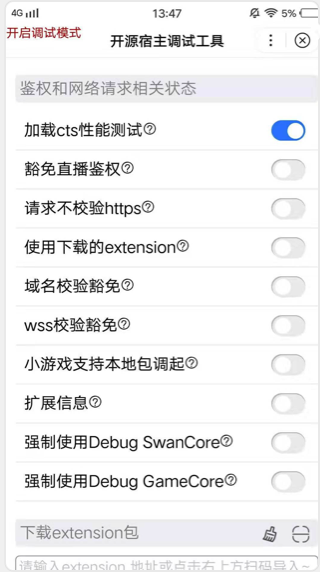 4G 13:47 5%
开启调试模式
开源宿主调试工具
鉴权和网络请求相关状态
加载cts性能测试?
豁免直播鉴权?
请求不校验https?
使用下载的extension?
域名校验豁免?
wss校验豁免?
小游戏支持本地包调起?
扩展信息?
强制使用Debug SwanCore?
强制使用Debug GameCore?
下载extension包
请输入extension 地址或点击右上方扫码导入~